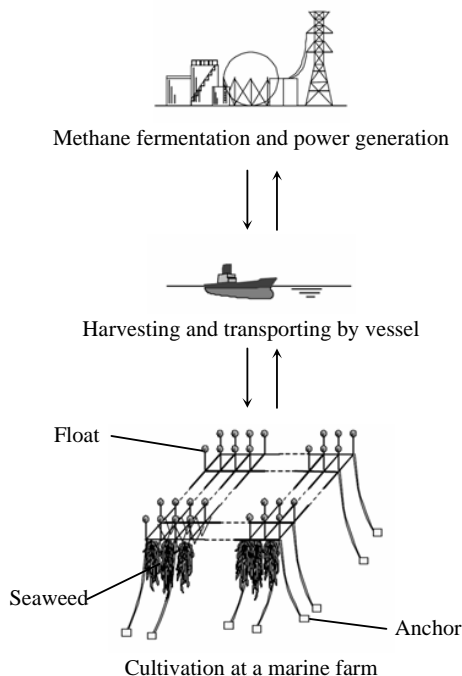 Methane fermentation and power generation
Harvesting and transporting by vessel
Float
Seaweed
Anchor
Cultivation at a marine farm